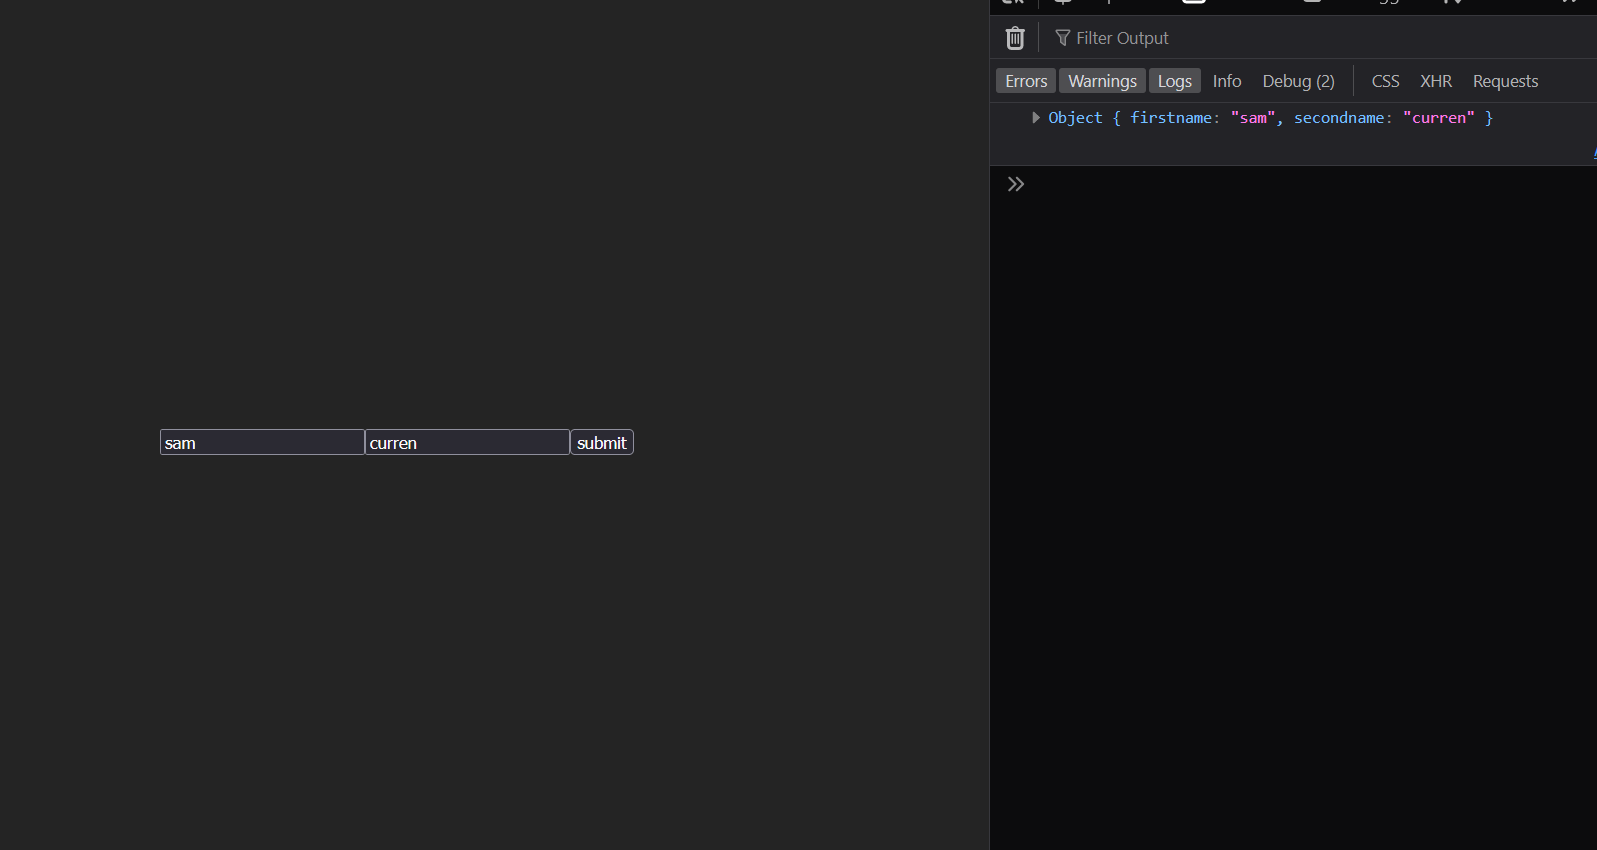 Filter Output
Errors Warnings Logs Info Debug (2) CSS XHR Requests
Object { firstname: "sam", secondname: "curren" }
sam curren submit